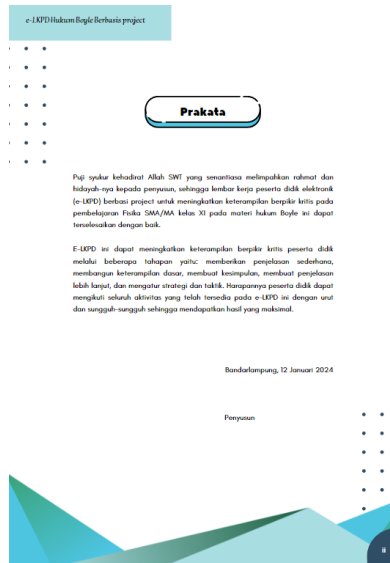 e-LKPD Hukum Boyle Berbasis project
Prakata
Puji syukur kehadirat Allah SWT yang senantiasa melimpahkan rahmat dan
hidayah-nya kepada penyusun, sehingga lembar kerja peserta didik elektronik
(e-LKPD) berbasi project untuk meningkatkan keterampilan berpikir kritis pada
pembelajaran Fisika SMA/MA kelas XI pada materi hukum Boyle ini dapat
terselesaikan dengan baik.
E-LKPD ini dapat meningkatkan keterampilan berpikir kritis peserta didik
melalui beberapa tahapan yaitu: memberikan penjelasan sederhana,
membangun keterampilan dasar, membuat kesimpulan, membuat penjelasan
lebih lanjut, dan mengatur strategi dan taktik. Harapannya peserta didik dapat
mengikuti seluruh aktivitas yang telah tersedia pada e-LKPD ini dengan urut
dan sungguh-sungguh sehingga mendapatkan hasil yang maksimal.
Bandarlampung, 12 Januari 2024
Penyusun
ii